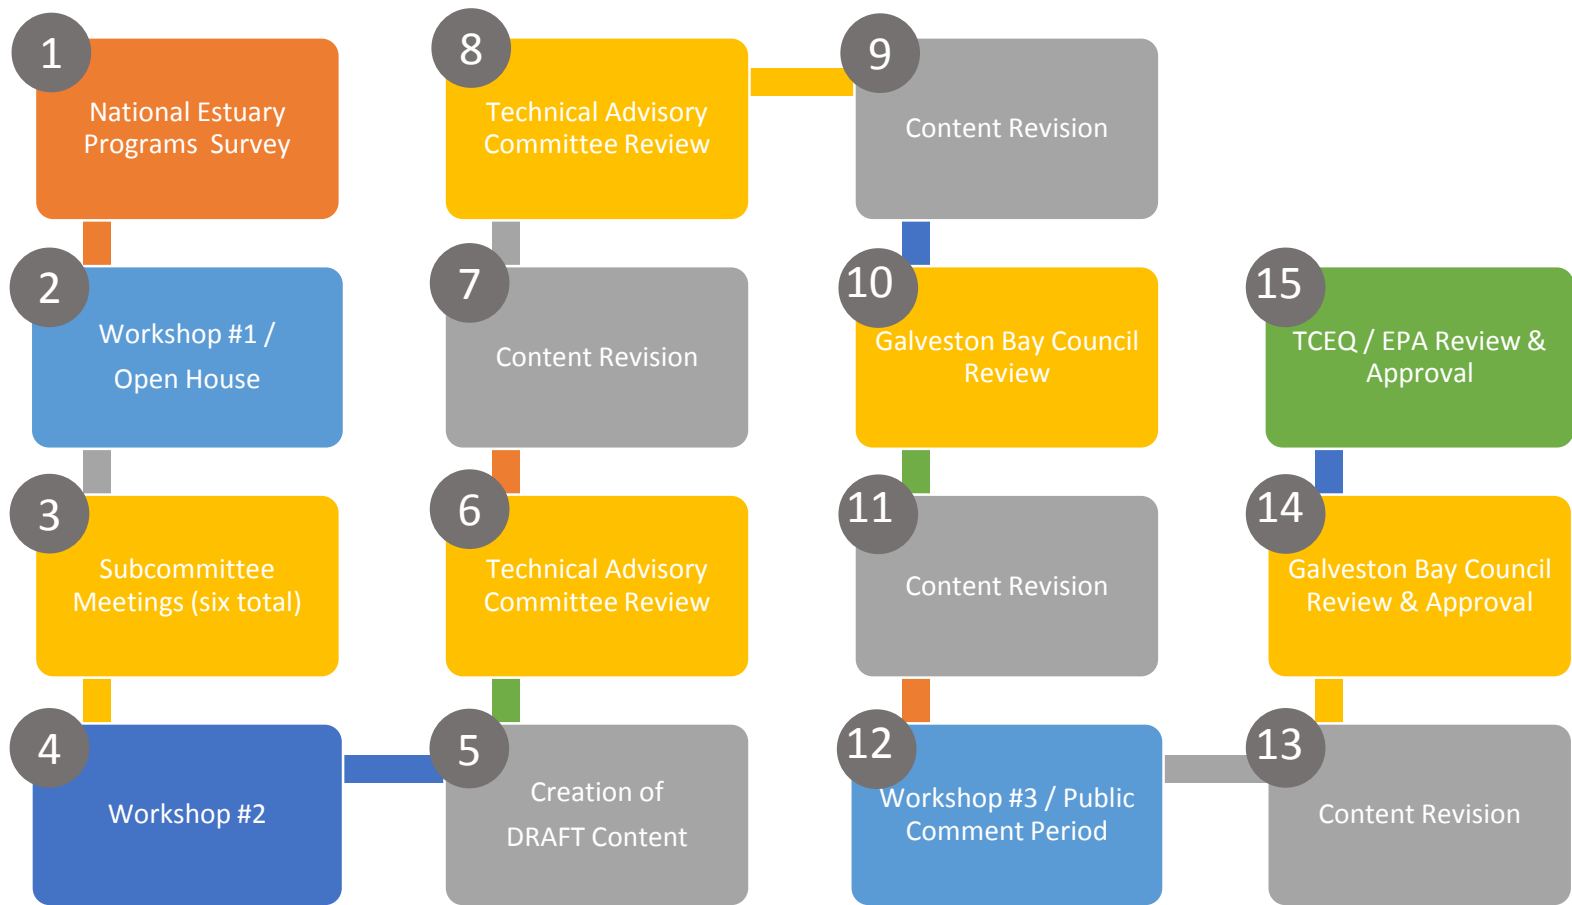 1
National Estuary
Programs Survey
2
Workshop #1 /
Open House
3
Subcommittee
Meetings (six total)
4
Workshop #2
5
Creation of
DRAFT Content
6
Technical Advisory
Committee Review
7
Content Revision
8
Technical Advisory
Committee Review
9
Content Revision
10
Galveston Bay Council
Review
11
Content Revision
12
Workshop #3 / Public
Comment Period
13
Content Revision
14
Galveston Bay Council
Review & Approval
15
TCEQ / EPA Review &
Approval